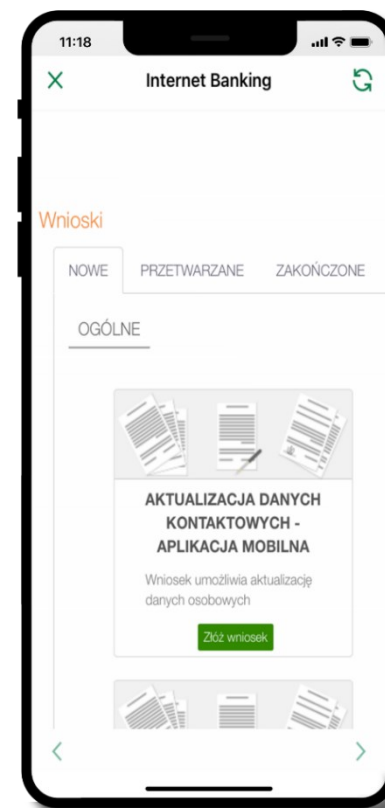 11:18
Internet Banking
Wnioski
NOWE PRZETWARZANE ZAKOŃCZONE
OGÓLNE
AKTUALIZACJA DANYCH
KONTAKTOWYCH -
APLIKACJA MOBILNA
Wniosek umożliwia aktualizację
danych osobowych
Złóż wniosek